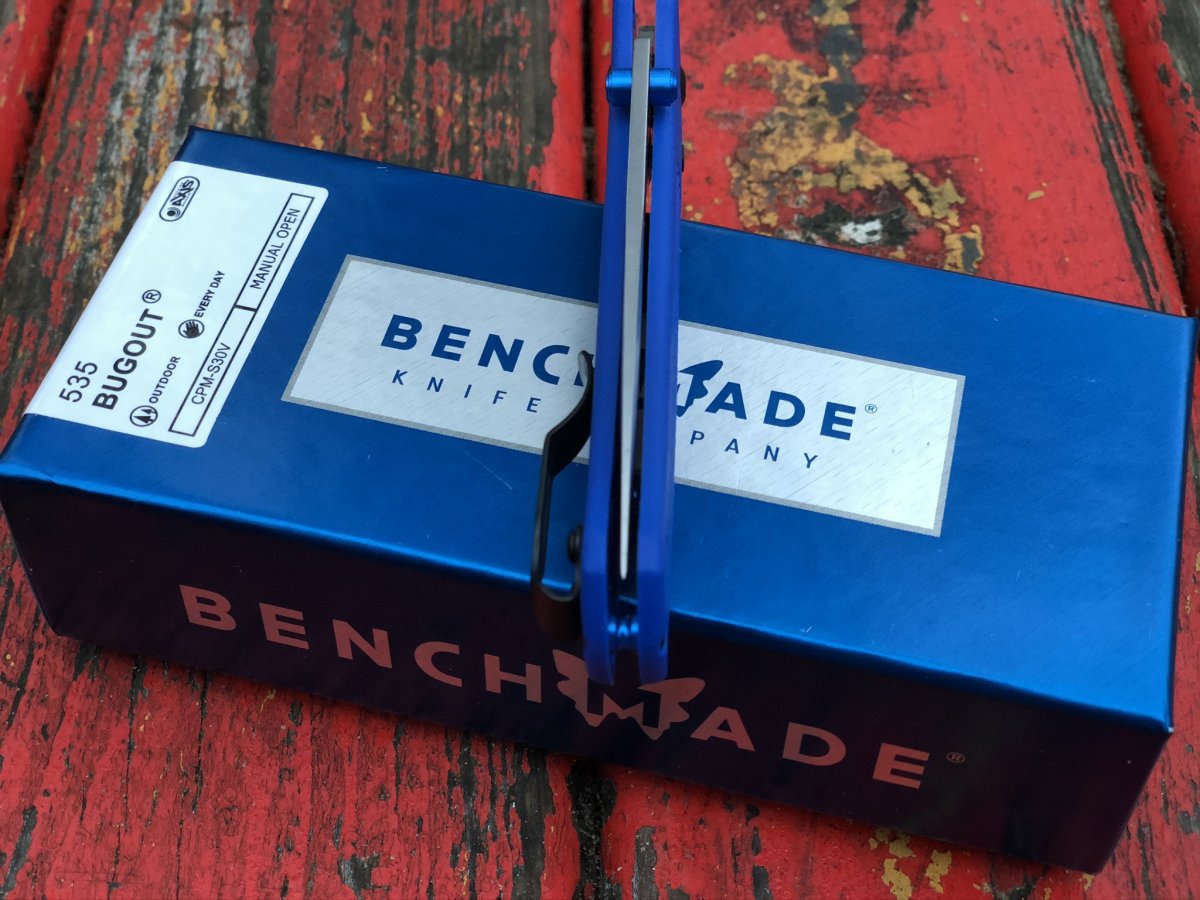 AXIS
535
BUGOUT®
OUTDOOR
EVERY DAY
CPM-S30V
MANUAL OPEN
BENCHMADE®
KNIFE COMPANY
BENCHMADE®